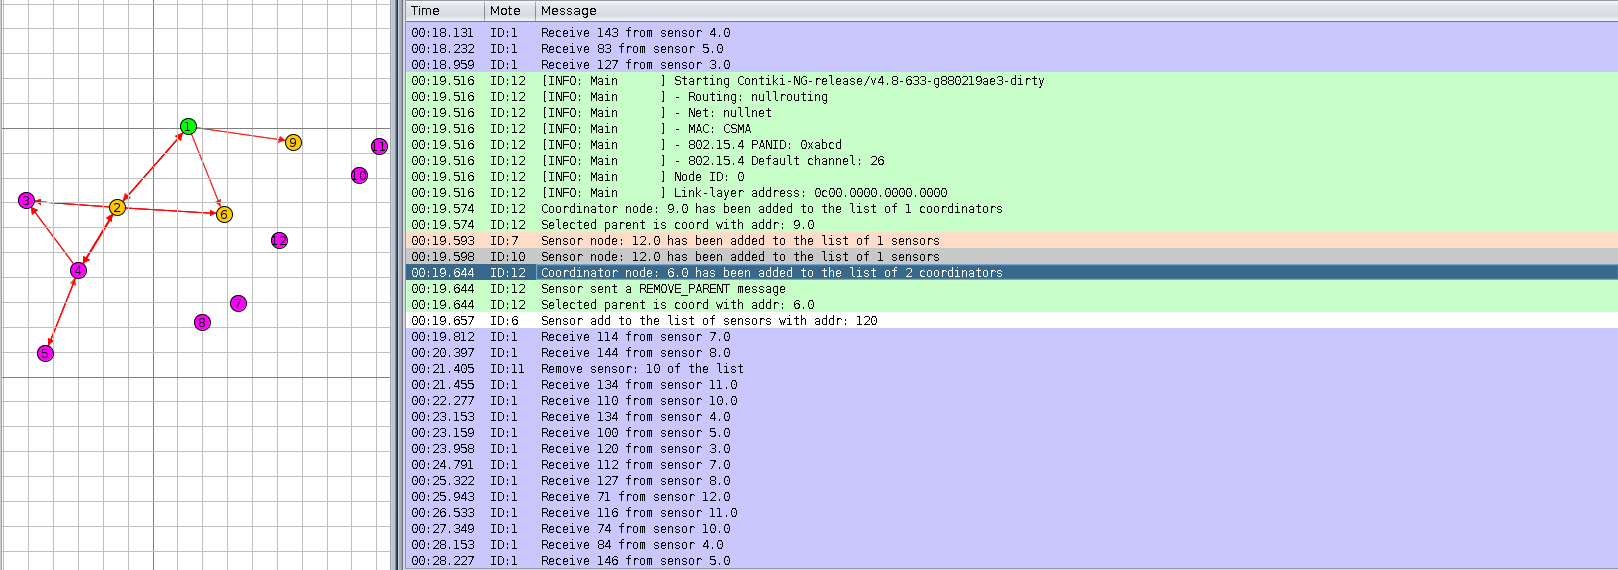 Time Mote Message
00:18.131 ID:1 Receive 143 from sensor 4.0
00:18.232 ID:1 Receive 83 from sensor 5.0
00:18.959 ID:1 Receive 127 from sensor 3.0
00:19.516 ID:12 [INFO: Main ] Starting Contiki-NG-release/v4.8-633-g880219ae3-dirty
00:19.516 ID:12 [INFO: Main ] - Routing: nullrouting
00:19.516 ID:12 [INFO: Main ] - Net: nullnet
00:19.516 ID:12 [INFO: Main ] - MAC: CSMA
00:19.516 ID:12 [INFO: Main ] - 802.15.4 PANID: 0xabcd
00:19.516 ID:12 [INFO: Main ] - 802.15.4 Default channel: 26
00:19.516 ID:12 [INFO: Main ] Node ID: 0
00:19.516 ID:12 [INFO: Main ] Link-layer address: 0c00.0000.0000.0000
00:19.574 ID:12 Coordinator node: 9.0 has been added to the list of 1 coordinators
00:19.574 ID:12 Selected parent is coord with addr: 9.0
00:19.593 ID:7 Sensor node: 12.0 has been added to the list of 1 sensors
00:19.598 ID:10 Sensor node: 12.0 has been added to the list of 1 sensors
00:19.644 ID:12 Coordinator node: 6.0 has been added to the list of 2 coordinators
00:19.644 ID:12 Sensor sent a REMOVE_PARENT message
00:19.644 ID:12 Selected parent is coord with addr: 6.0
00:19.657 ID:6 Sensor add to the list of sensors with addr: 120
00:19.812 ID:1 Receive 114 from sensor 7.0
00:20.397 ID:1 Receive 144 from sensor 8.0
00:21.405 ID:11 Remove sensor: 10 of the list
00:21.455 ID:1 Receive 134 from sensor 11.0
00:22.277 ID:1 Receive 110 from sensor 10.0
00:23.153 ID:1 Receive 134 from sensor 4.0
00:23.159 ID:1 Receive 100 from sensor 5.0
00:23.958 ID:1 Receive 120 from sensor 3.0
00:24.791 ID:1 Receive 112 from sensor 7.0
00:25.322 ID:1 Receive 127 from sensor 8.0
00:25.943 ID:1 Receive 71 from sensor 12.0
00:26.533 ID:1 Receive 116 from sensor 11.0
00:27.349 ID:1 Receive 74 from sensor 10.0
00:28.153 ID:1 Receive 84 from sensor 4.0
00:28.227 ID:1 Receive 146 from sensor 5.0
1
9
11
10
3
2
6
12
4
7
8
5